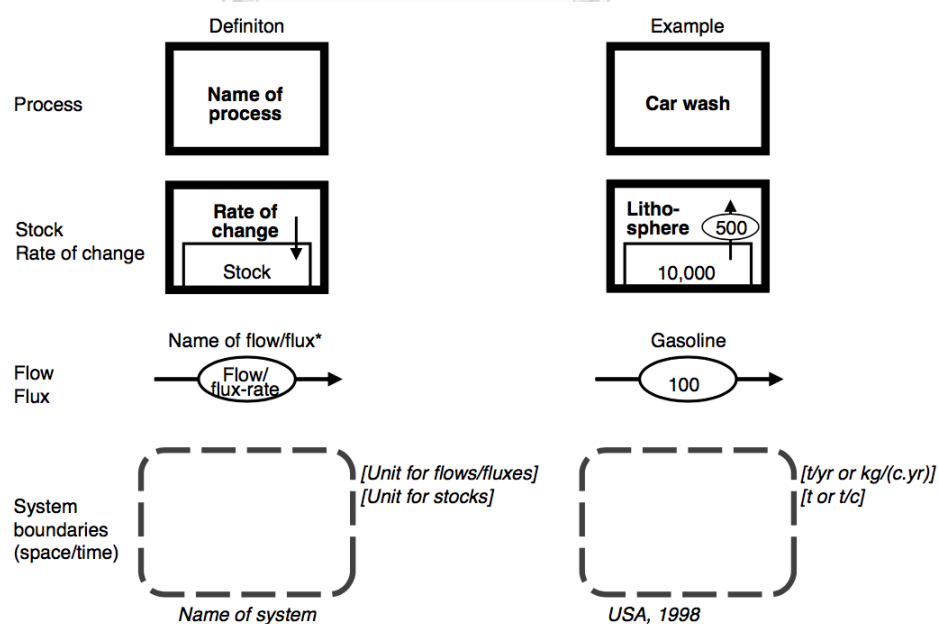 Definiton
Example
Process
Name of
process
Car wash
Stock
Rate of change
Rate of
change
Stock
Litho-
sphere
500
10,000
Name of flow/flux*
Gasoline
Flow
Flux
Flow/
flux-rate
100
System
boundaries
(space/time)
[Unit for flows/fluxes]
[Unit for stocks]
[t/yr or kg/(c.yr)]
[t or t/c]
Name of system
USA, 1998